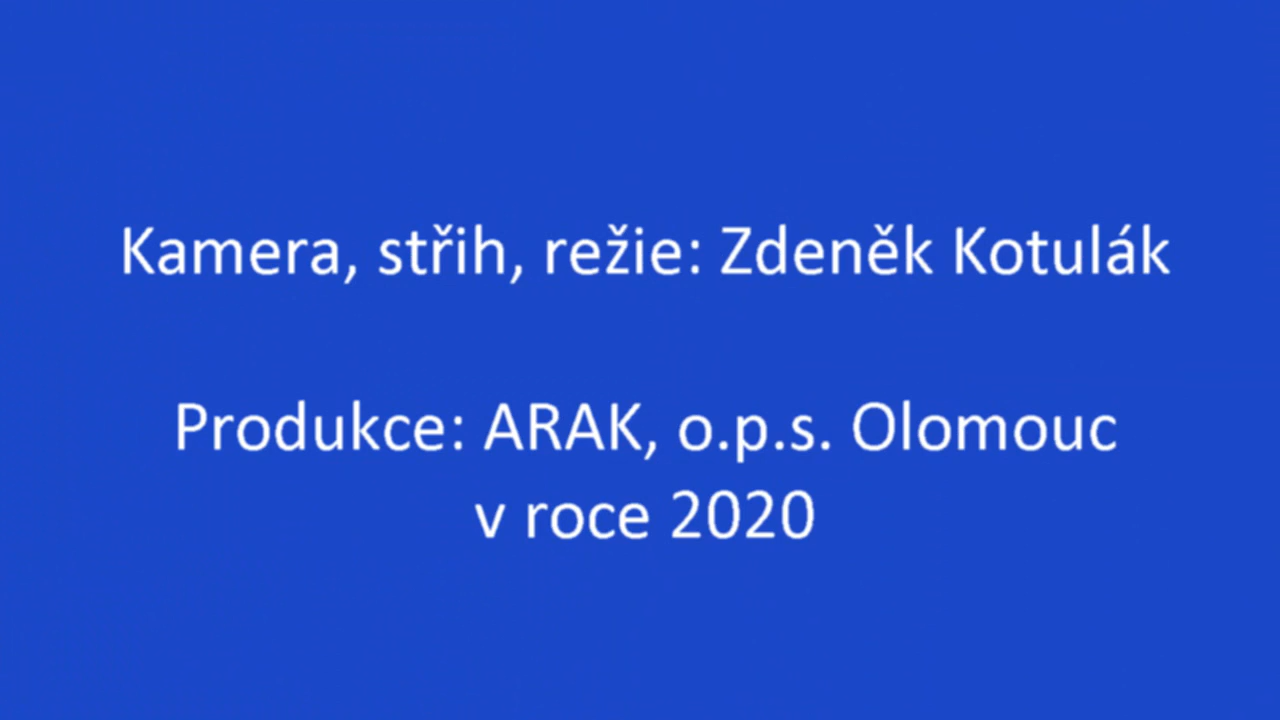 Kamera, střih, režie: Zdeněk Kotulák
Produkce: ARAK, o.p.s. Olomouc
v roce 2020